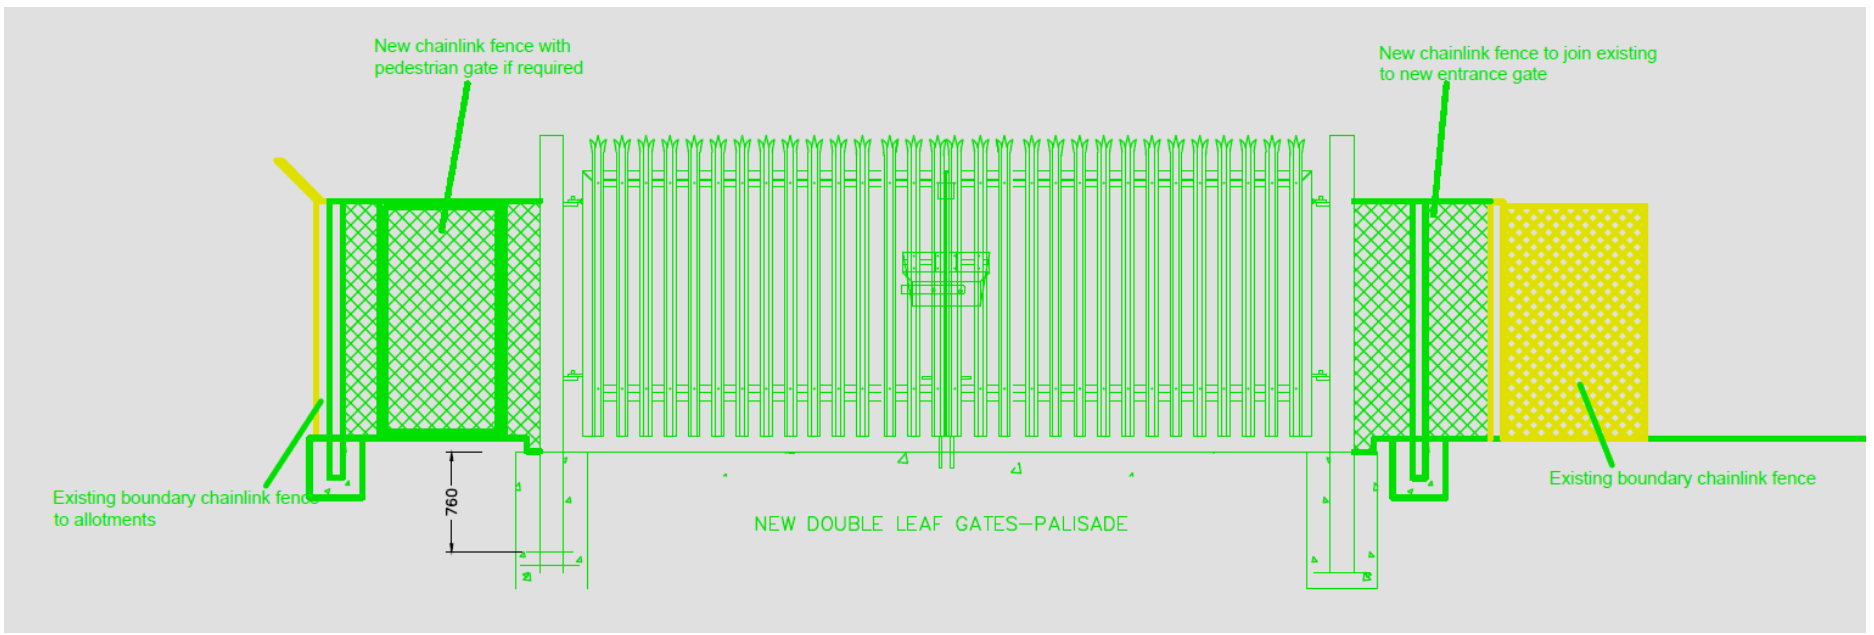 New chainlink fence with
pedestrian gate if required
New chainlink fence to join existing
to new entrance gate
Existing boundary chainlink fence
to allotments
760
NEW DOUBLE LEAF GATES-PALISADE
Existing boundary chainlink fence